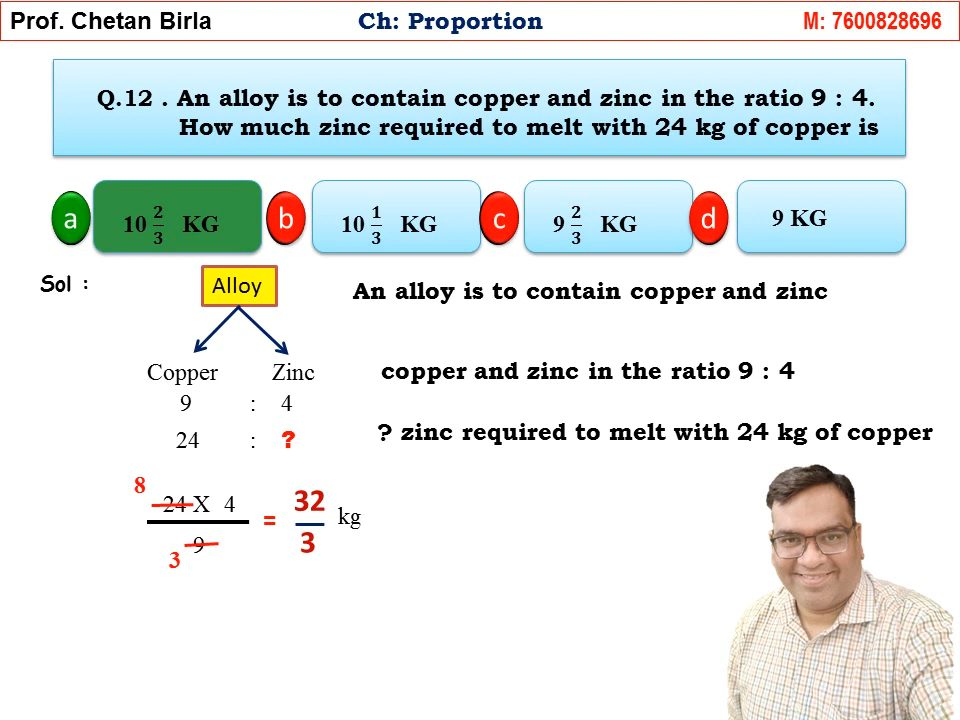 Prof. Chetan Birla Ch: Proportion M: 7600828696
Q.12 . An alloy is to contain copper and zinc in the ratio 9 : 4.
How much zinc required to melt with 24 kg of copper is
a 10 2/3 KG b 10 1/3 KG c 9 2/3 KG d 9 KG
Sol :
Alloy
An alloy is to contain copper and zinc
Copper Zinc
copper and zinc in the ratio 9 : 4
9 : 4
24 : ?
? zinc required to melt with 24 kg of copper
8
24 X 4
9
3
= 32/3 kg